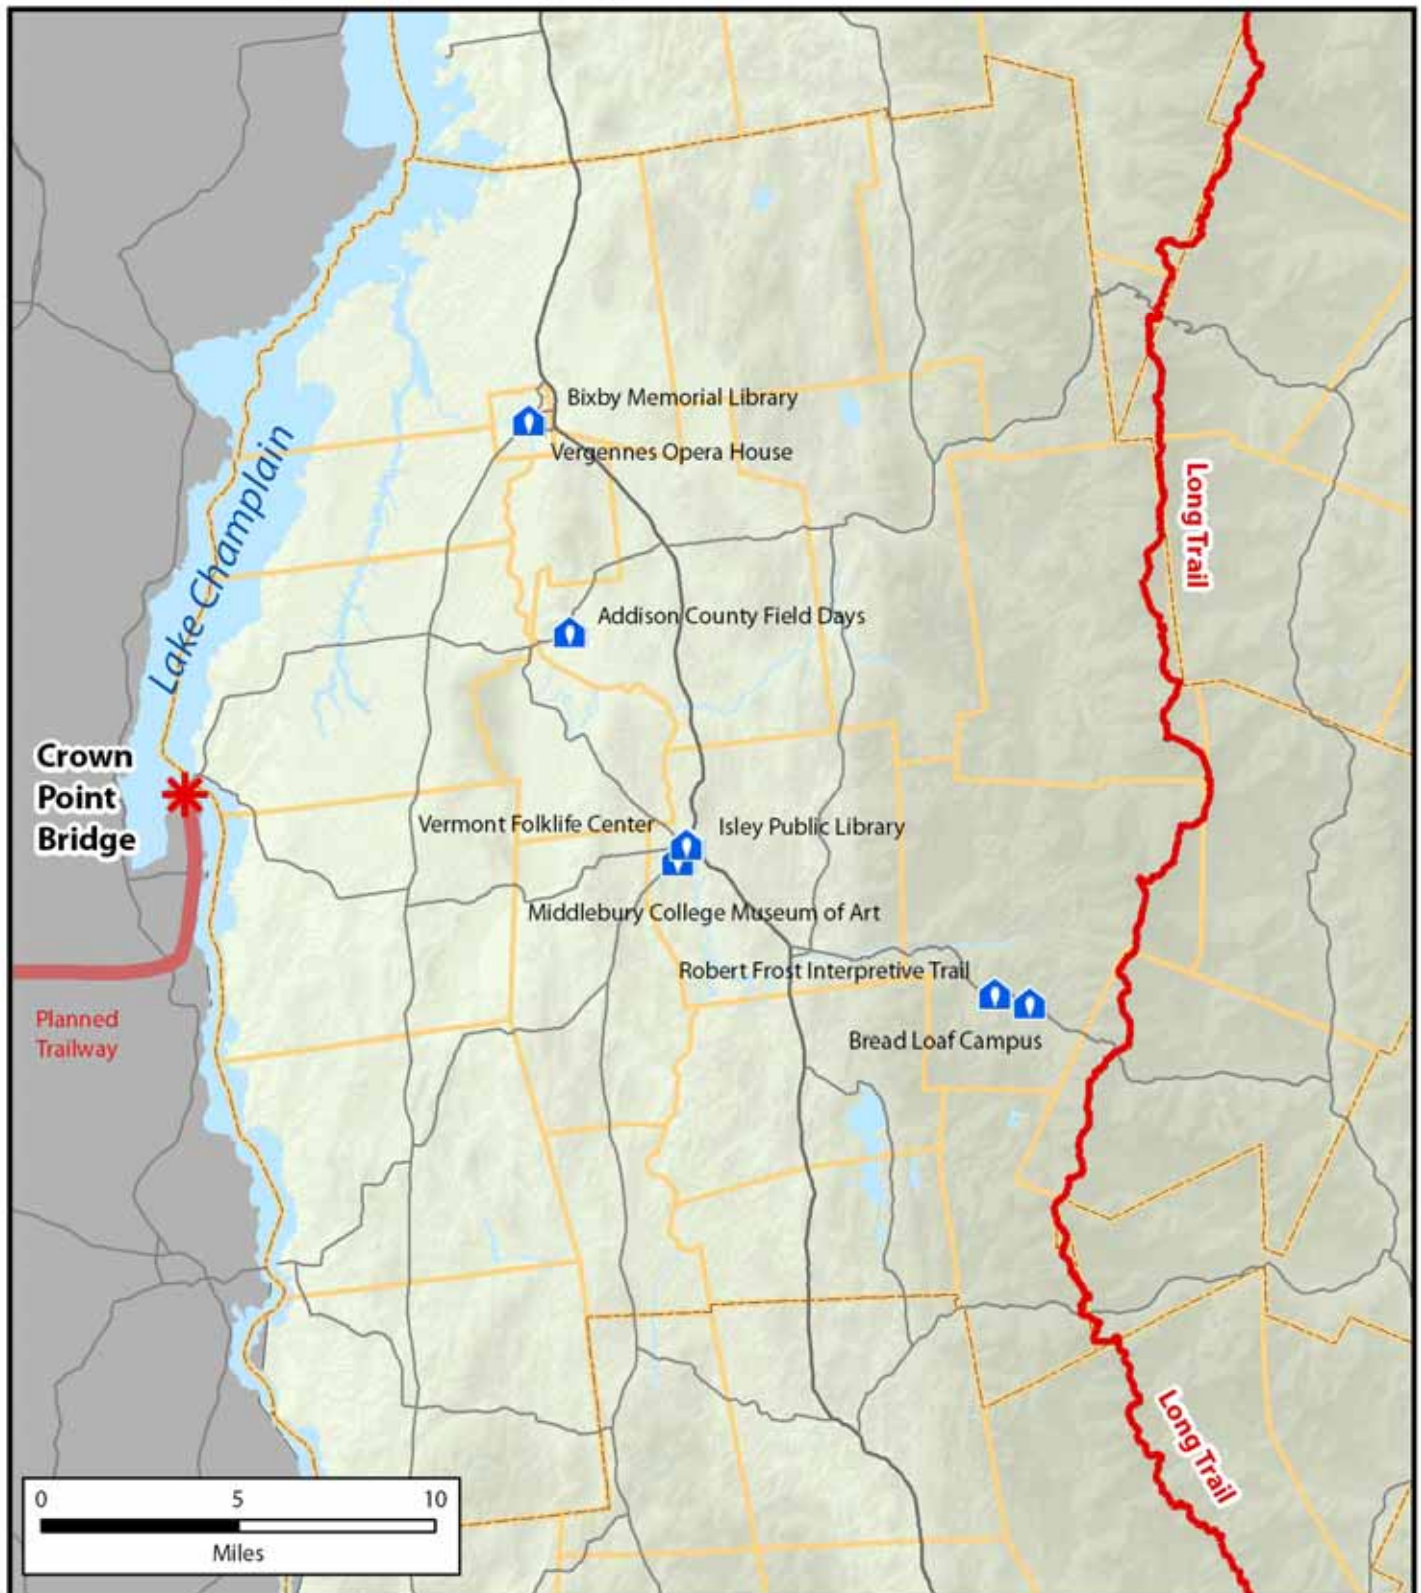 Bixby Memorial Library
Vergennes Opera House
Lake Champlain
Long Trail
Addison County Field Days
Crown
Point
Bridge
Vermont Folklife Center
Isley Public Library
Middlebury College Museum of Art
Robert Frost Interpretive Trail
Planned
Trailway
Bread Loaf Campus
Long Trail
0 5 10
Miles